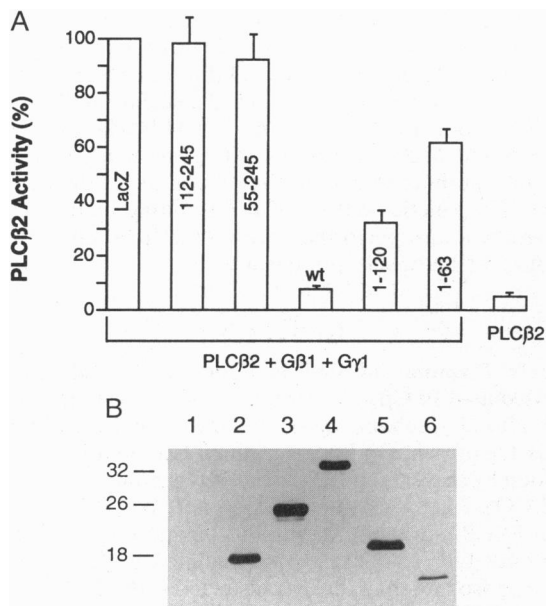 A
PLCβ2 Activity (%)
100
80
60
40
20
0
LacZ
112-245
55-245
wt
1-120
1-63
PLCβ2
PLCβ2 + Gβ1 + Gγ1
B
1 2 3 4 5 6
32
26
18